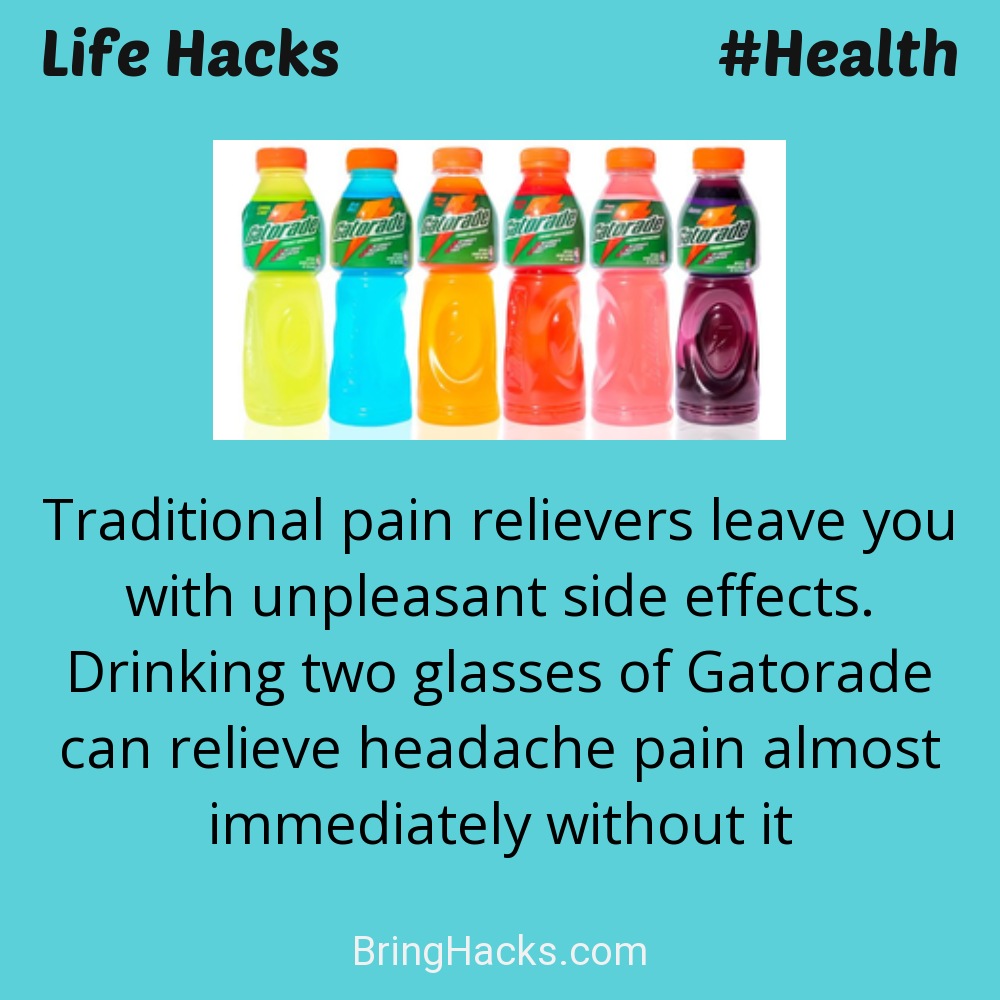 Life Hacks
#Health
Gatorade
Gatorade
Gatorade
Gatorade
Gatorade
Gatorade
Traditional pain relievers leave you
with unpleasant side effects.
Drinking two glasses of Gatorade
can relieve headache pain almost
immediately without it
BringHacks.com